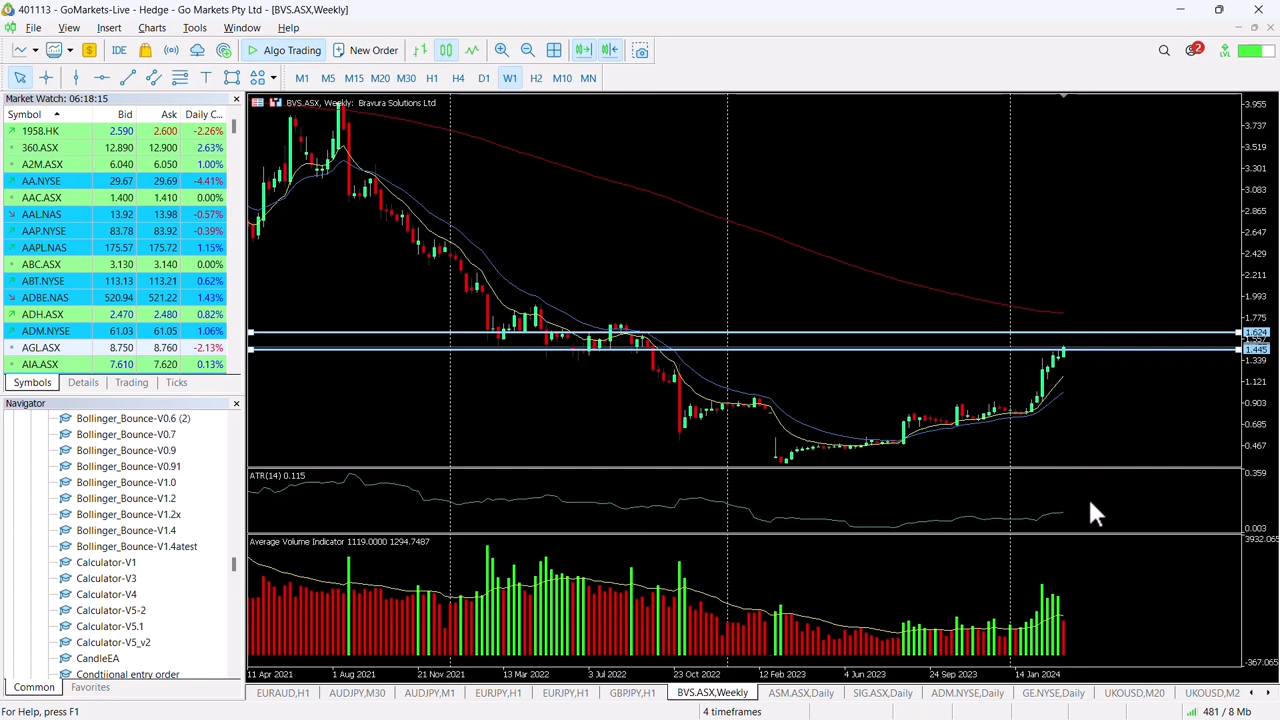 401113 - GoMarkets-Live - Hedge - Go Markets Pty Ltd - [BVS.ASX,Weekly]
File View Insert Charts Tools Window Help
IDE Algo Trading New Order 2 LVL
T M1 M5 M15 M20 M30 H1 H4 D1 W1 H2 M10 MN
Market Watch: 06:18:15
Symbol Bid Ask Daily C...
1958.HK 2.590 2.600 -2.26%
360.ASX 12.890 12.900 2.63%
A2M.ASX 6.040 6.050 1.00%
AA.NYSE 29.67 29.69 -4.41%
AAC.ASX 1.400 1.410 0.00%
AAL.NAS 13.92 13.98 -0.57%
AAP.NYSE 83.78 83.92 -0.39%
AAPL.NAS 175.57 175.72 1.15%
ABC.ASX 3.130 3.140 0.00%
ABT.NYSE 113.13 113.21 0.62%
ADBE.NAS 520.94 521.22 1.43%
ADH.ASX 2.470 2.480 0.82%
ADM.NYSE 61.03 61.05 1.06%
AGL.ASX 8.750 8.760 -2.13%
AIA.ASX 7.610 7.620 0.13%
Symbols Details Trading Ticks
Navigator
Bollinger_Bounce-V0.6 (2)
Bollinger_Bounce-V0.7
Bollinger_Bounce-V0.9
Bollinger_Bounce-V0.91
Bollinger_Bounce-V1.0
Bollinger_Bounce-V1.2
Bollinger_Bounce-V1.2x
Bollinger_Bounce-V1.4
Bollinger_Bounce-V1.4atest
Calculator-V1
Calculator-V3
Calculator-V4
Calculator-V5-2
Calculator-V5.1
Calculator-V5_v2
CandleEA
Condtiional entry order
Common Favorites
BVS.ASX, Weekly: Bravura Solutions Ltd
3.955
3.737
3.519
3.301
3.083
2.865
2.647
2.429
2.211
1.993
1.775
1.624
1.557
1.445
1.339
1.121
0.903
0.685
0.467
ATR(14) 0.115
0.359
0.003
Average Volume Indicator 1119.0000 1294.7487
3932.065
-367.065
11 Apr 2021 1 Aug 2021 21 Nov 2021 13 Mar 2022 3 Jul 2022 23 Oct 2022 12 Feb 2023 4 Jun 2023 24 Sep 2023 14 Jan 2024
EURAUD,H1 AUDJPY,M30 AUDJPY,M1 EURJPY,H1 EURJPY,H1 GBPJPY,H1 BVS.ASX,Weekly ASM.ASX,Daily SIG.ASX,Daily ADM.NYSE,Daily GE.NYSE,Daily UKOUSD,M20 UKOUSD,M2
For Help, press F1 4 timeframes 481 / 8 Mb